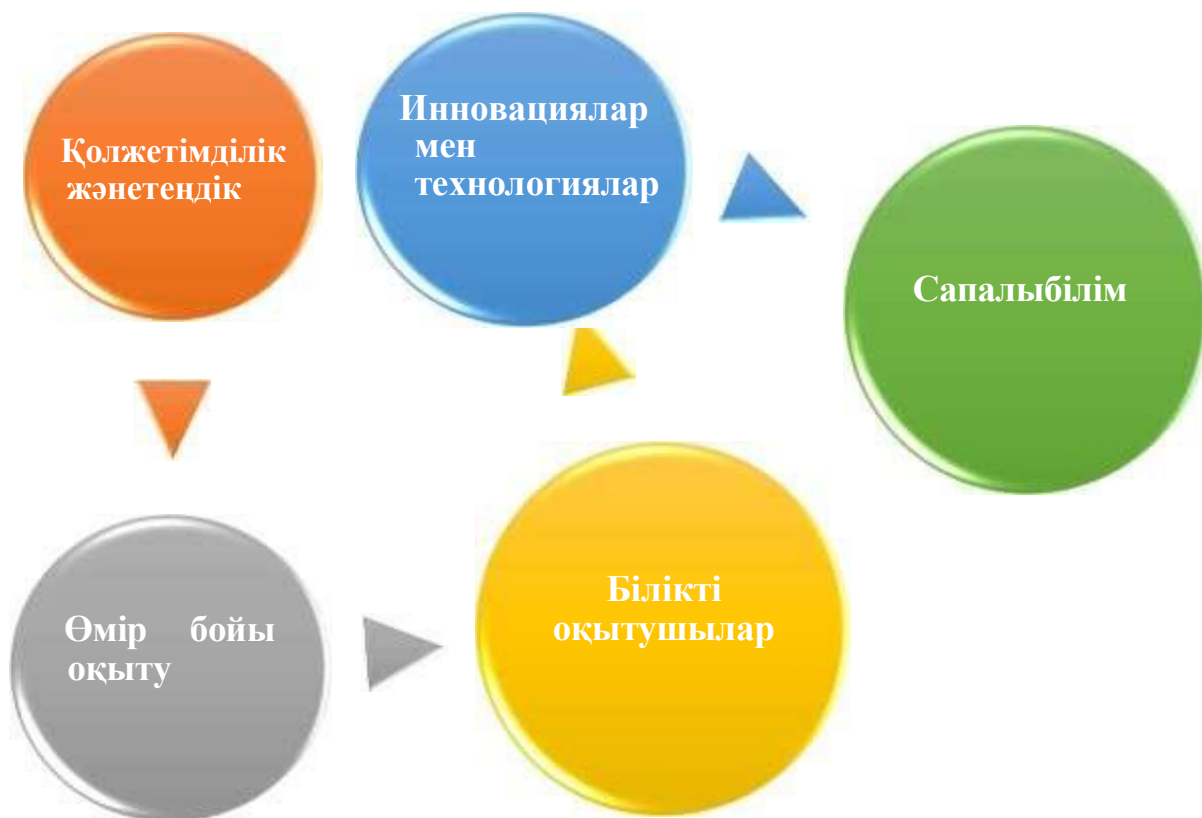 Қолжетімділік
жәнетеңдік
Инновациялар
мен
технологиялар
Сапалыбілім
Өмір бойы
оқыту
Білікті
оқытушылар